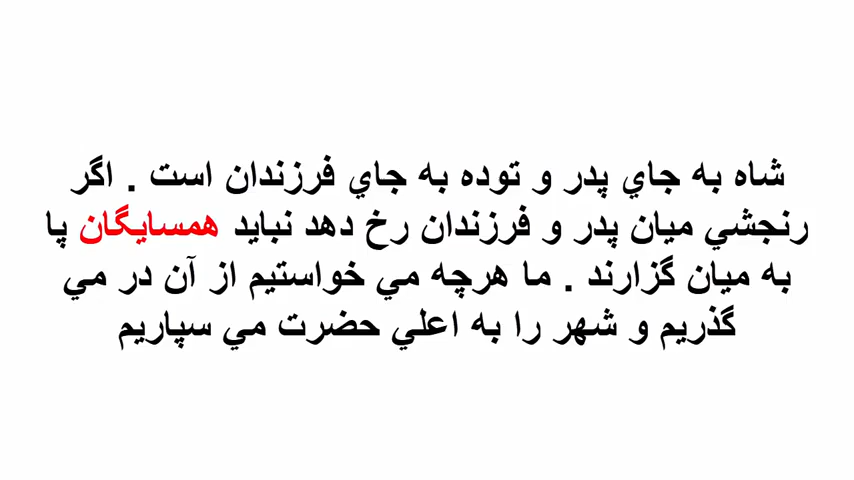 شاه به جاي پدر و توده به جاي فرزندان است . اگر
رنجشي ميان پدر و فرزندان رخ دهد نبايد همسايگان پا
به ميان گزارند . ما هرچه مي خواستيم از آن در مي
گذريم و شهر را به اعلي حضرت مي سپاريم